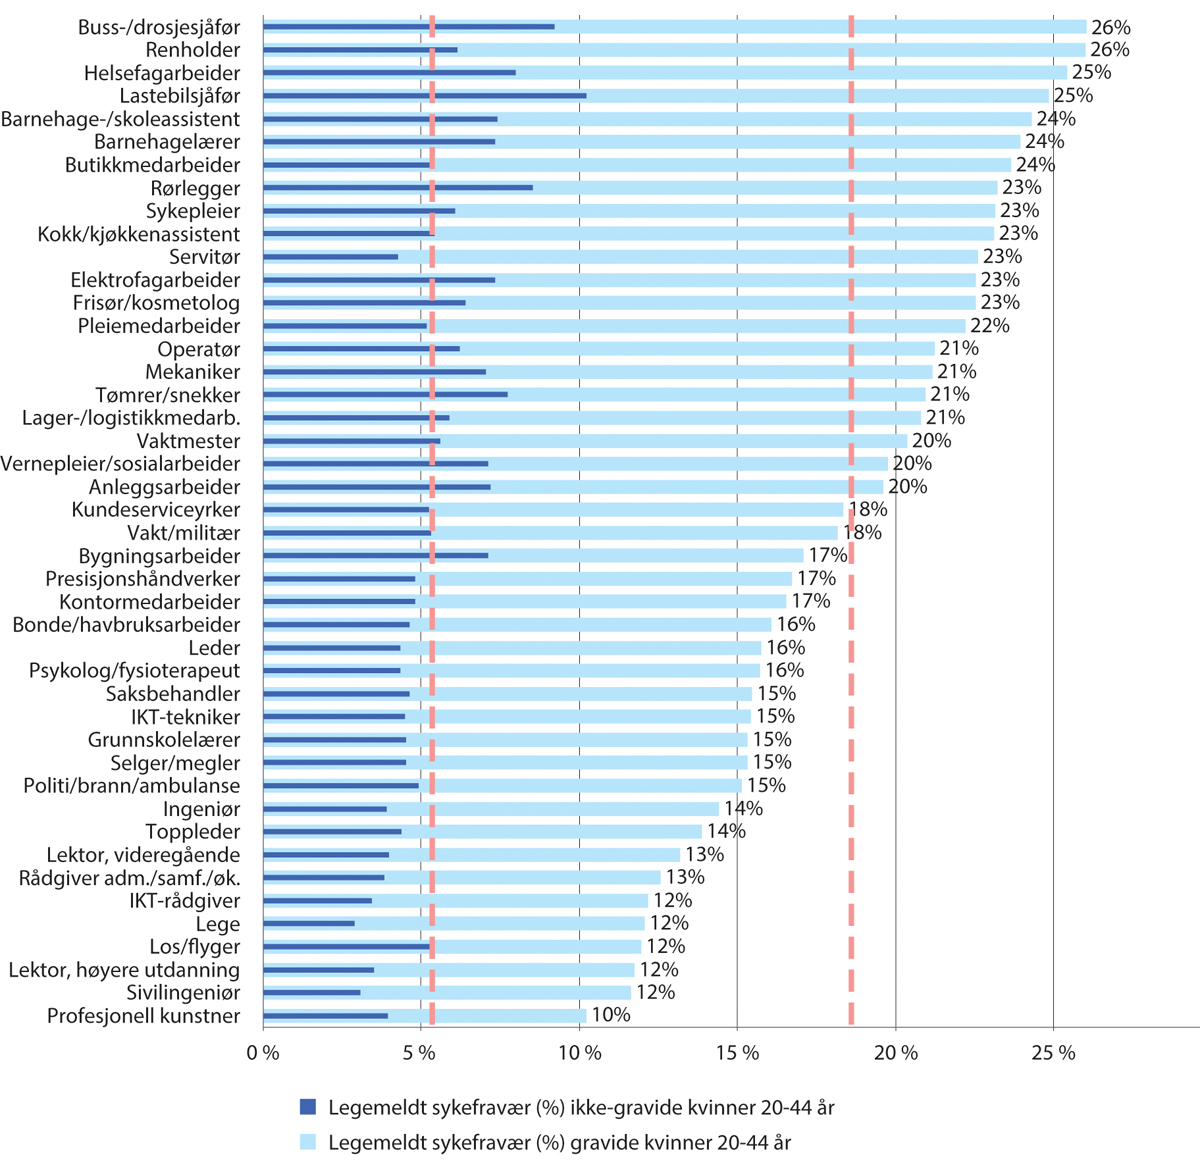 Buss-/drosjesjåfør 26%
Renholder 26%
Helsefagarbeider 25%
Lastebilsjåfør 25%
Barnehage-/skoleassistent 24%
Barnehagelærer 24%
Butikkmedarbeider 24%
Rørlegger 23%
Sykepleier 23%
Kokk/kjøkkenassistent 23%
Servitør 23%
Elektrofagarbeider 23%
Frisør/kosmetolog 23%
Pleiemedarbeider 22%
Operatør 21%
Mekaniker 21%
Tømrer/snekker 21%
Lager-/logistikkmedarb. 21%
Vaktmester 20%
Vernepleier/sosialarbeider 20%
Anleggsarbeider 20%
Kundeserviceyrker 18%
Vakt/militær 18%
Bygningsarbeider 17%
Presisjonshåndverker 17%
Kontormedarbeider 17%
Bonde/havbruksarbeider 16%
Leder 16%
Psykolog/fysioterapeut 16%
Saksbehandler 15%
IKT-tekniker 15%
Grunnskolelærer 15%
Selger/megler 15%
Politi/brann/ambulanse 15%
Ingeniør 14%
Toppleder 14%
Lektor, videregående 13%
Rådgiver adm./samf./øk. 13%
IKT-rådgiver 12%
Lege 12%
Los/flyger 12%
Lektor, høyere utdanning 12%
Sivilingeniør 12%
Profesjonell kunstner 10%
0 % 5 % 10 % 15 % 20 % 25 %
Legemeldt sykefravær (%) ikke-gravide kvinner 20-44 år
Legemeldt sykefravær (%) gravide kvinner 20-44 år